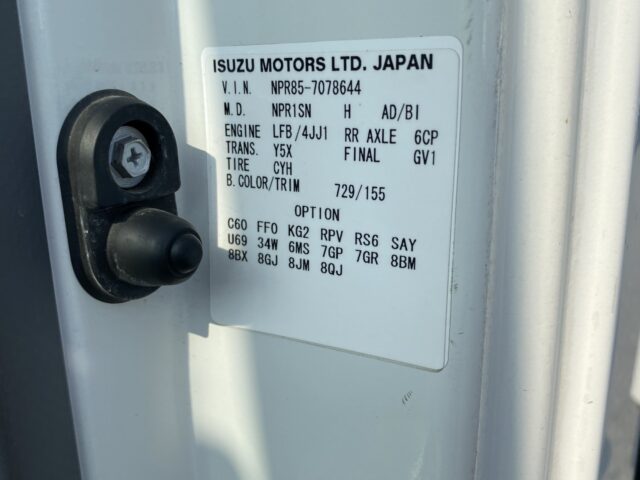 ISUZU MOTORS LTD. JAPAN
V.I.N. NPR85-7078644
M.D. NPR1SN H AD/BI
ENGINE LFB/4JJ1 RR AXLE 6CP
TRANS. Y5X FINAL GV1
TIRE CYH
B.COLOR/TRIM 729/155
OPTION
C60 FF0 KG2 RPV RS6 SAY
U69 34W 6MS 7GP 7GR 8BM
8BX 8GJ 8JM 8QJ